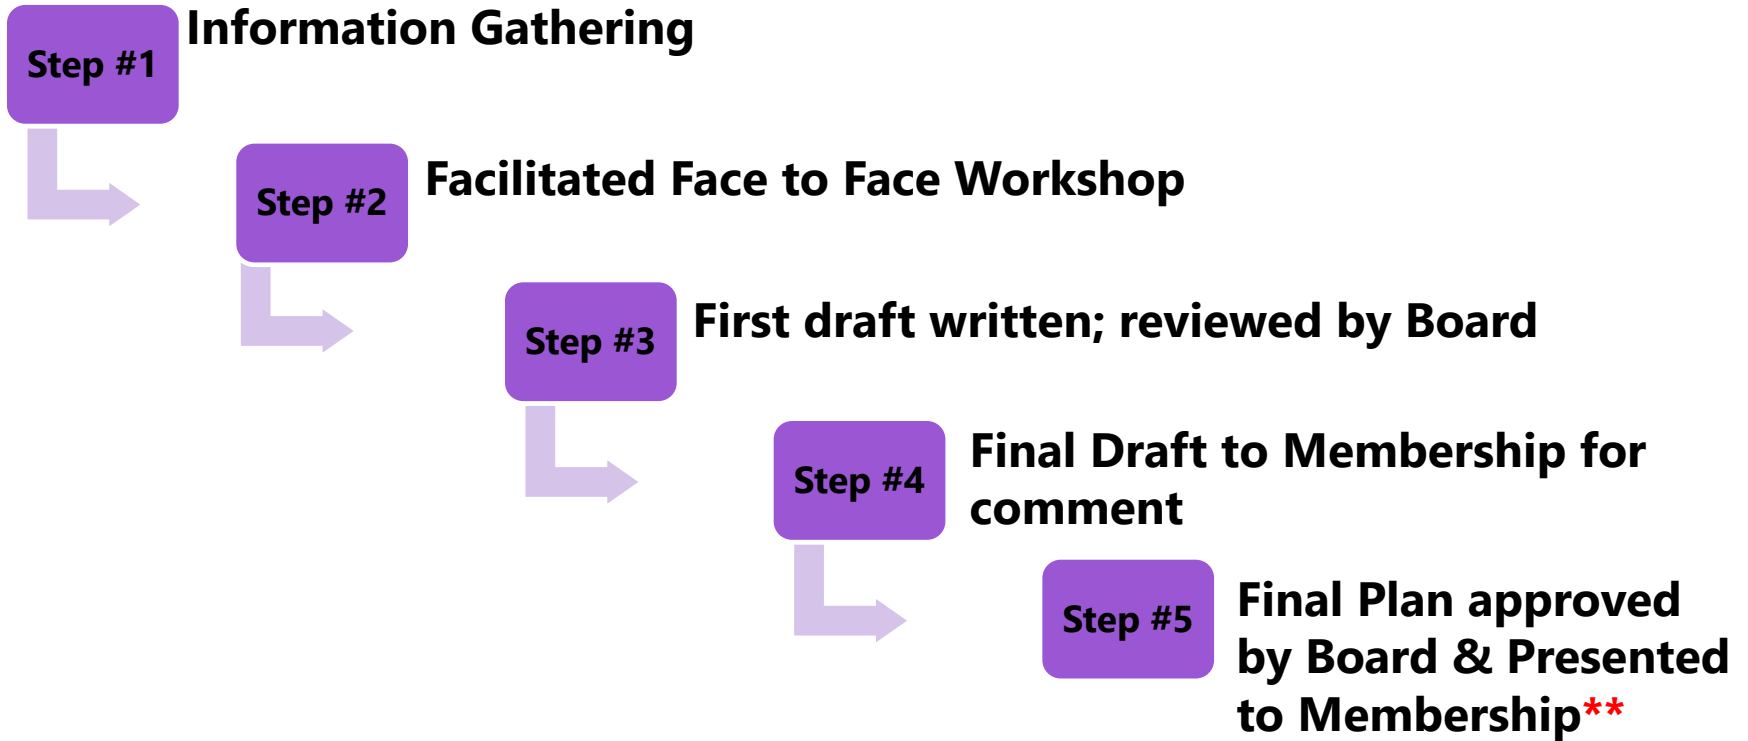 Step #1
Information Gathering
Step #2
Facilitated Face to Face Workshop
Step #3
First draft written; reviewed by Board
Step #4
Final Draft to Membership for
comment
Step #5
Final Plan approved
by Board & Presented
to Membership**